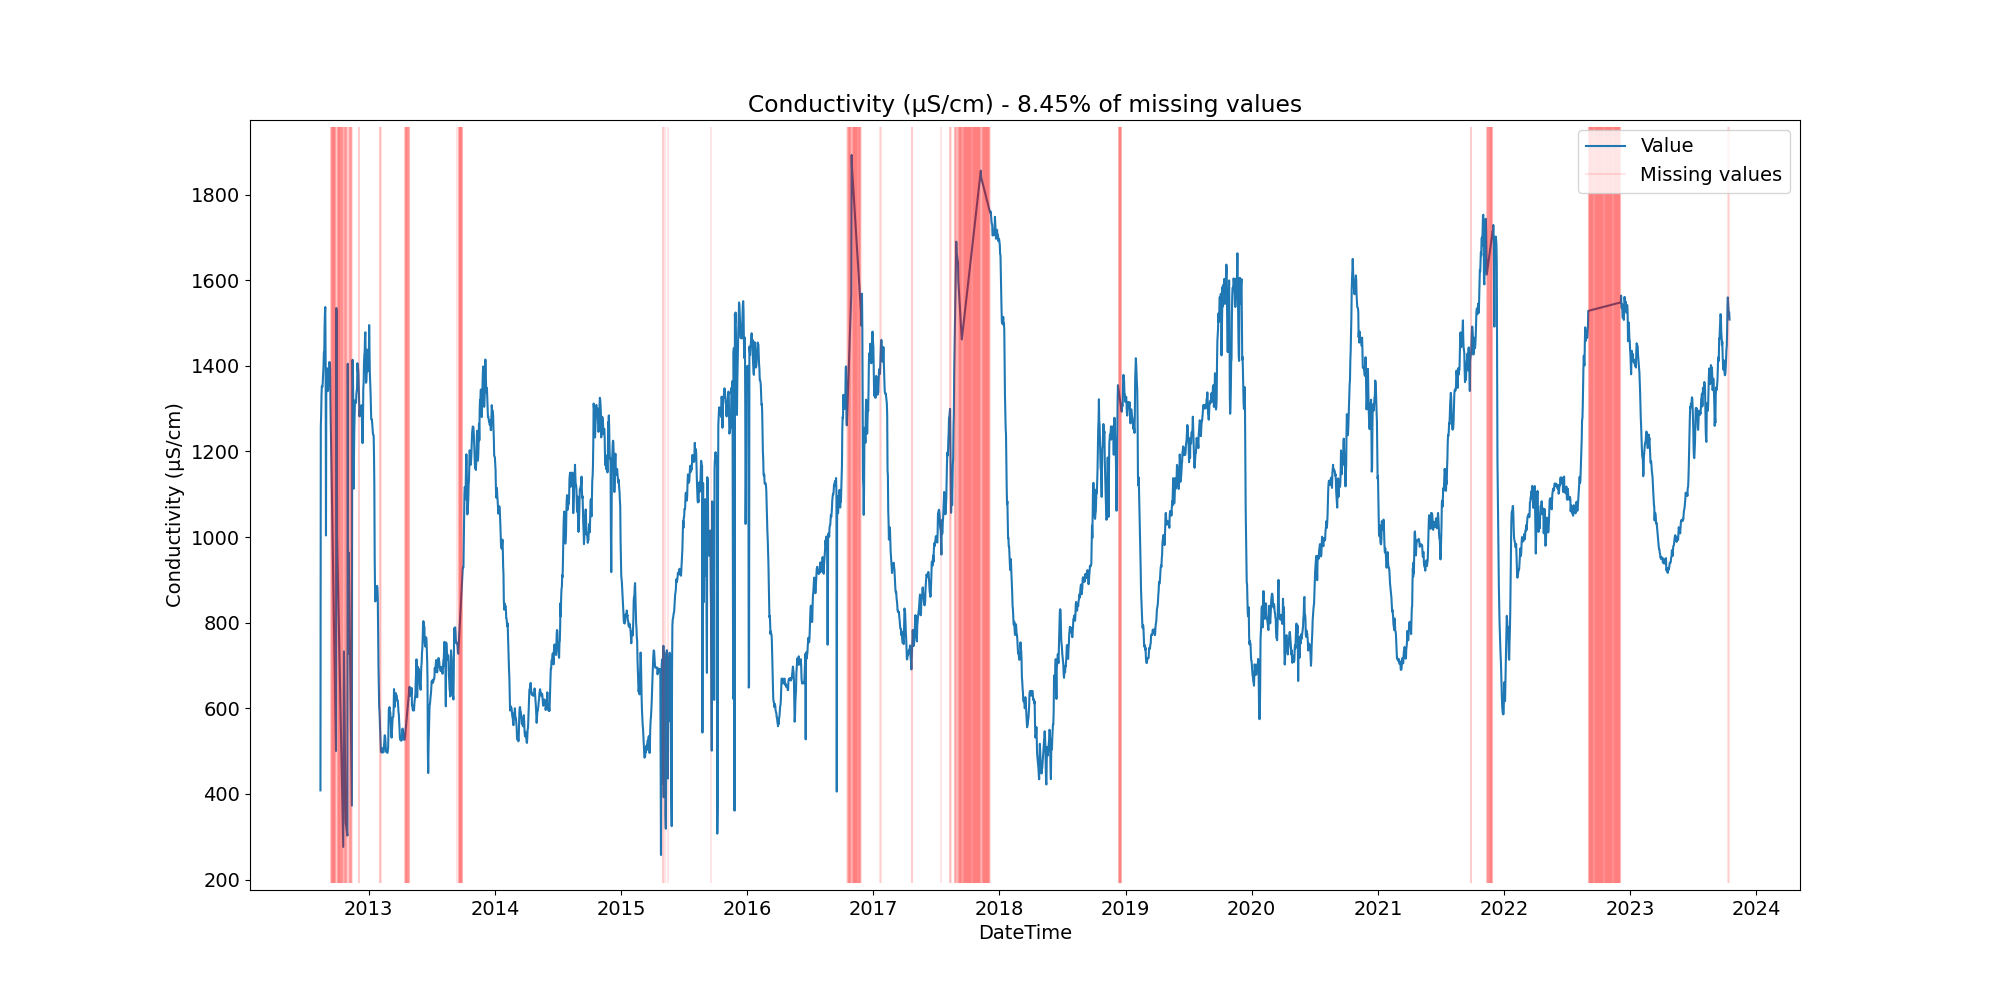 Conductivity (µS/cm) - 8.45% of missing values
Value
Missing values
Conductivity (µS/cm)
1800
1600
1400
1200
1000
800
600
400
200
2013 2014 2015 2016 2017 2018 2019 2020 2021 2022 2023 2024
DateTime